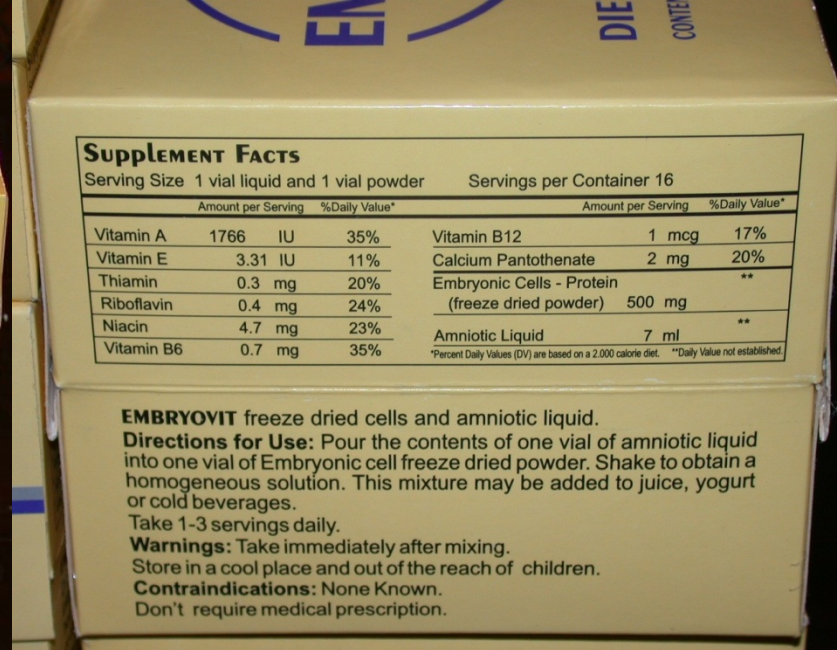 EM
DIE
CONTE
SUPPLEMENT FACTS
Serving Size 1 vial liquid and 1 vial powder Servings per Container 16
Amount per Serving %Daily Value* Amount per Serving %Daily Value*
Vitamin A 1766 IU 35% Vitamin B12 1 mcg 17%
Vitamin E 3.31 IU 11% Calcium Pantothenate 2 mg 20%
Thiamin 0.3 mg 20% Embryonic Cells - Protein **
Riboflavin 0.4 mg 24% (freeze dried powder) 500 mg
Niacin 4.7 mg 23% Amniotic Liquid 7 ml **
Vitamin B6 0.7 mg 35% *Percent Daily Values (DV) are based on a 2.000 calorie diet. **Daily Value not established.
EMBRYOVIT freeze dried cells and amniotic liquid.
Directions for Use: Pour the contents of one vial of amniotic liquid
into one vial of Embryonic cell freeze dried powder. Shake to obtain a
homogeneous solution. This mixture may be added to juice, yogurt
or cold beverages.
Take 1-3 servings daily.
Warnings: Take immediately after mixing.
Store in a cool place and out of the reach of children.
Contraindications: None Known.
Don't require medical prescription.